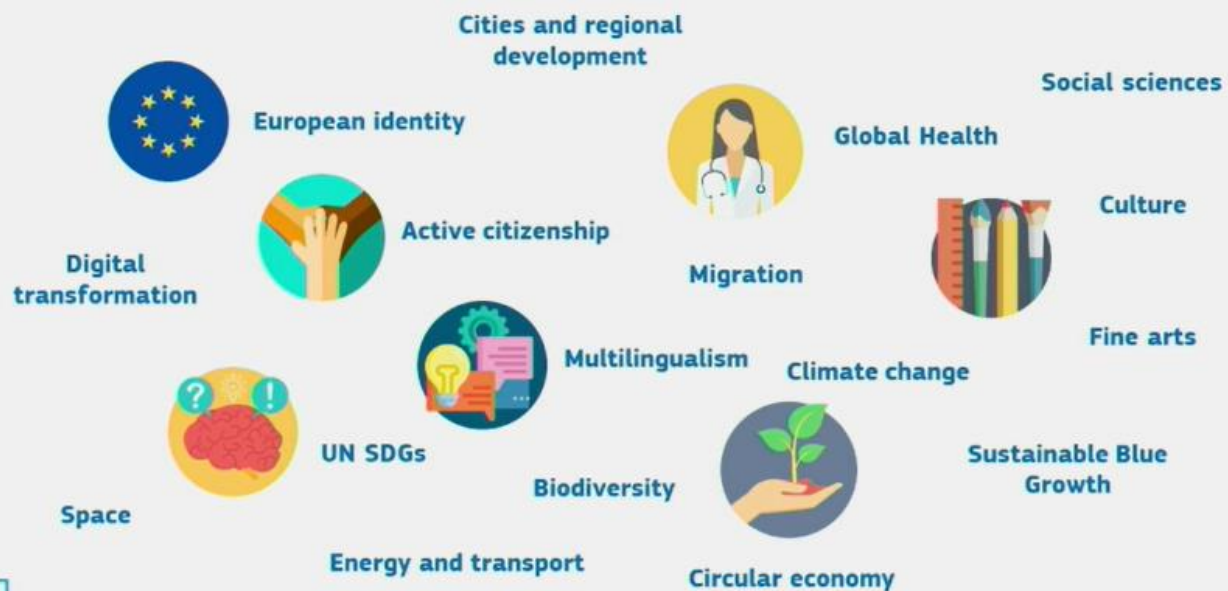 Cities and regional
development
Social sciences
European identity
Global Health
Culture
Active citizenship
Digital
transformation
Migration
Fine arts
Multilingualism
Climate change
? !
UN SDGs
Sustainable Blue
Growth
Biodiversity
Space
Energy and transport
Circular economy